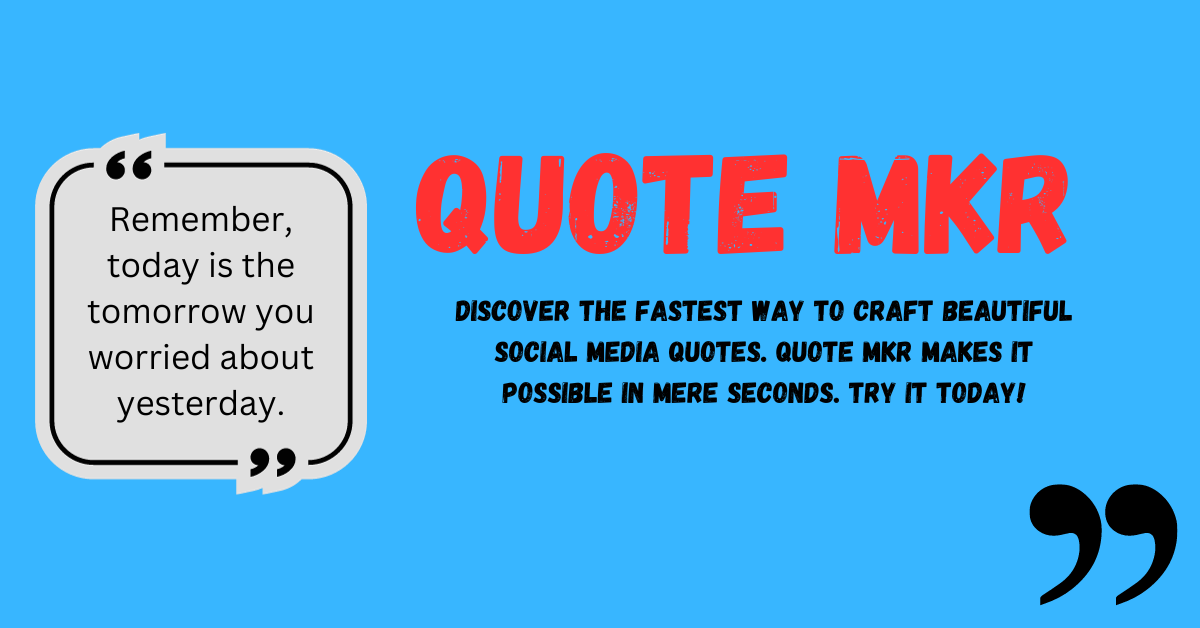 “
Remember,
today is the
tomorrow you
worried about
yesterday.
”
QUOTE MKR
DISCOVER THE FASTEST WAY TO CRAFT BEAUTIFUL
SOCIAL MEDIA QUOTES. QUOTE MKR MAKES IT
POSSIBLE IN MERE SECONDS. TRY IT TODAY!
”